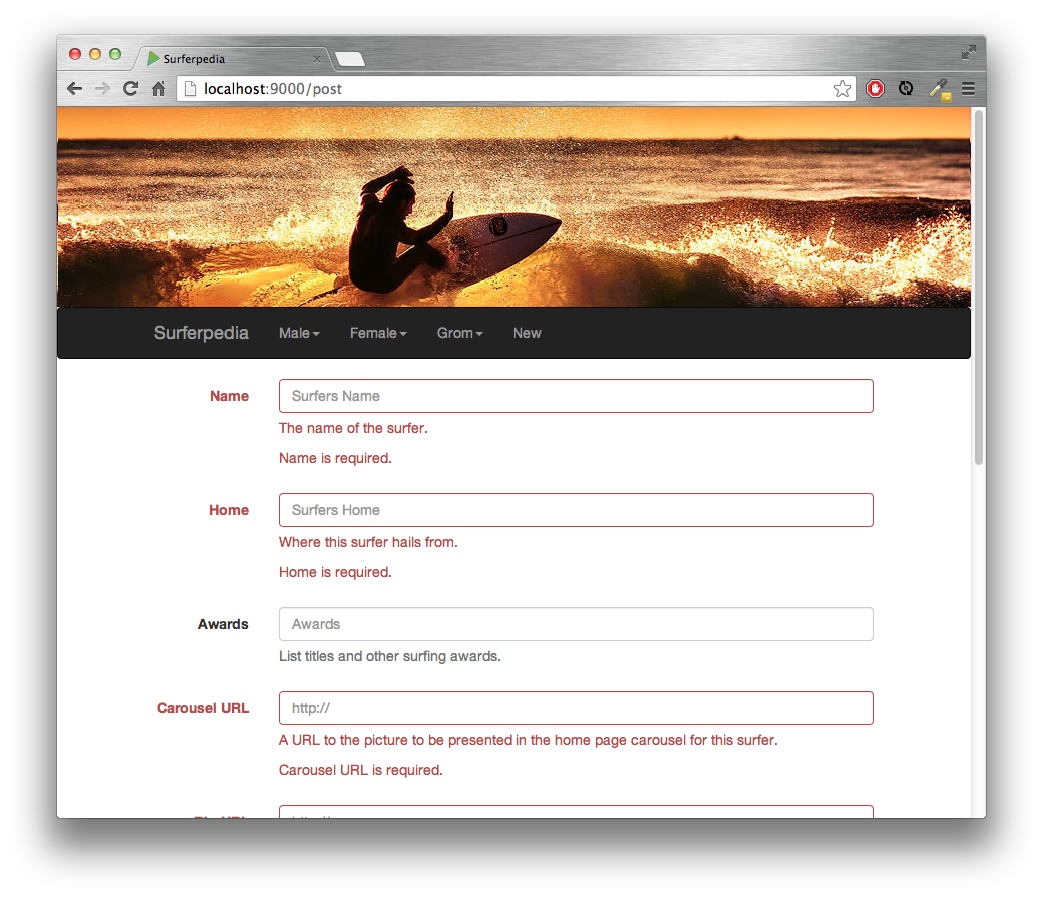 Surferpedia
localhost:9000/post
Surferpedia Male Female Grom New
Name Surfers Name
The name of the surfer.
Name is required.
Home Surfers Home
Where this surfer hails from.
Home is required.
Awards Awards
List titles and other surfing awards.
Carousel URL http://
A URL to the picture to be presented in the home page carousel for this surfer.
Carousel URL is required.